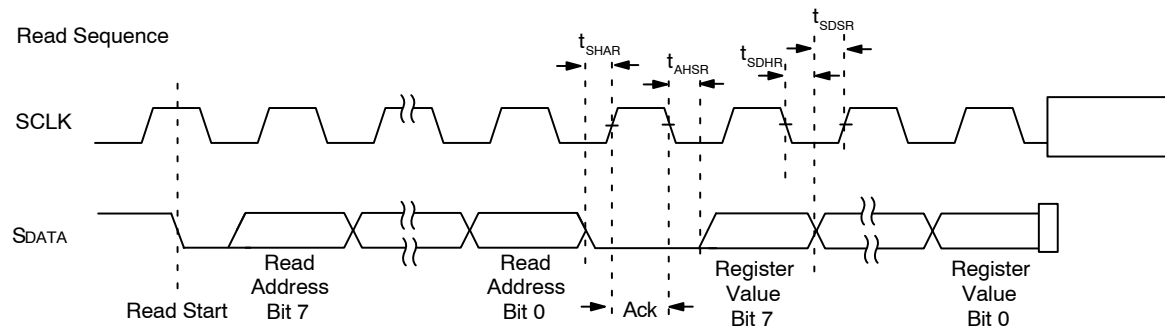 Read Sequence
tSHAR
tAHSR
tSDHR
tSDSR
SCLK
SDATA
Read Start
Read
Address
Bit 7
Read
Address
Bit 0
Ack
Register
Value
Bit 7
Register
Value
Bit 0